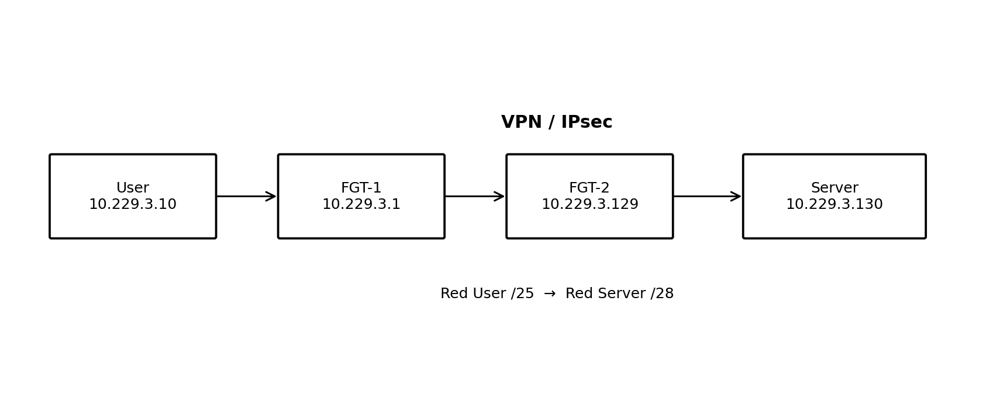 VPN / IPsec
User
10.229.3.10
FGT-1
10.229.3.1
FGT-2
10.229.3.129
Server
10.229.3.130
Red User /25 → Red Server /28